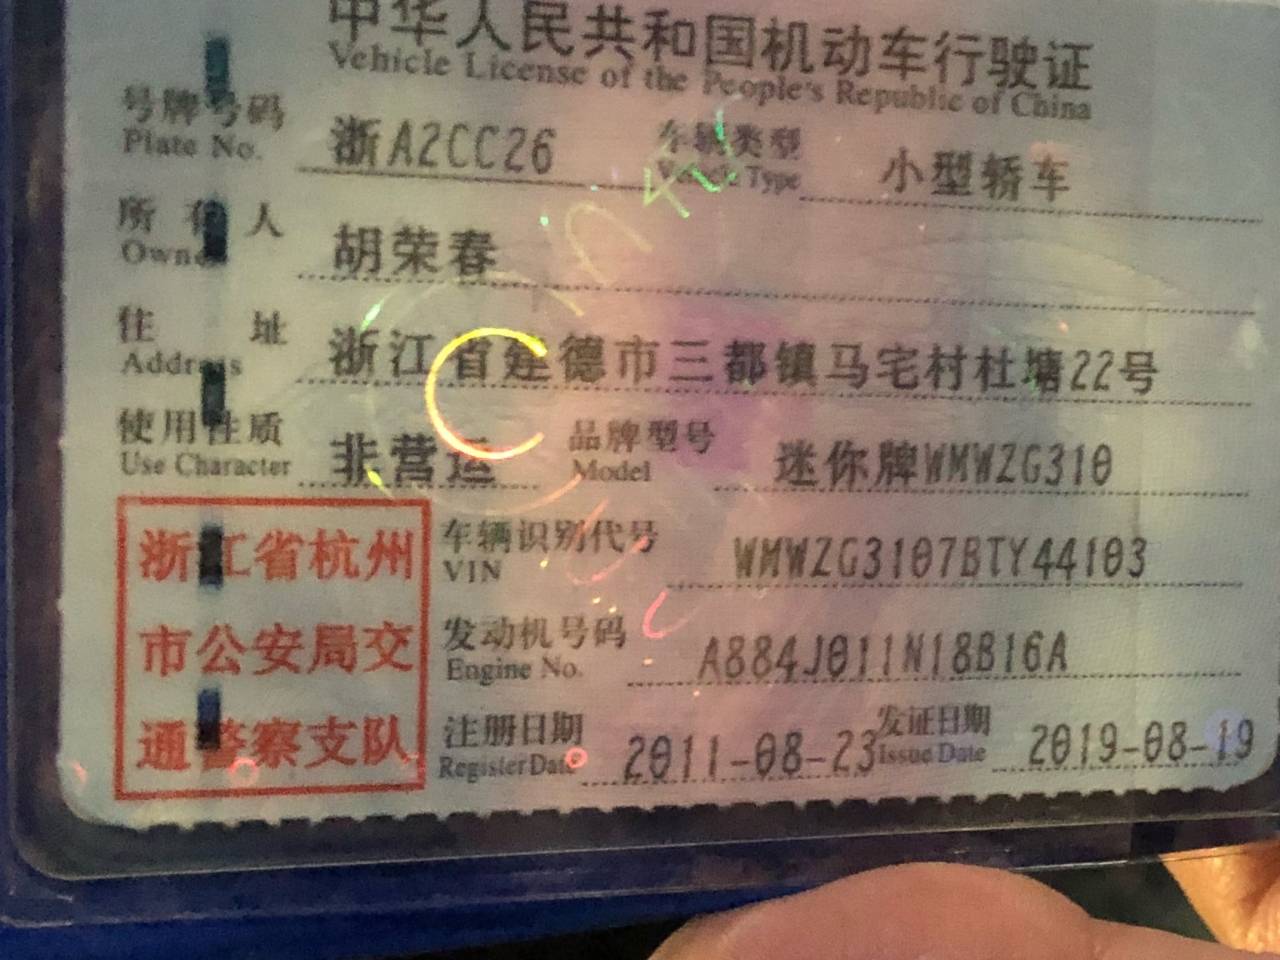 中华人民共和国机动车行驶证
Vehicle License of the People's Republic of China
号牌号码 浙A2CC26 车辆类型 小型轿车
Plate No. Vehicle Type
所有人 胡荣春
Owner
住址 浙江省建德市三都镇马宅村杜塘22号
Address
使用性质 非营运 品牌型号 迷你牌WMWZG310
Use Character Model
浙江省杭州
市公安局交
通警察支队
车辆识别代号 WMWZG3107BTY44103
VIN
发动机号码 A884J011N18B16A
Engine No.
注册日期 2011-08-23 发证日期 2019-08-19
Register Date Issue Date